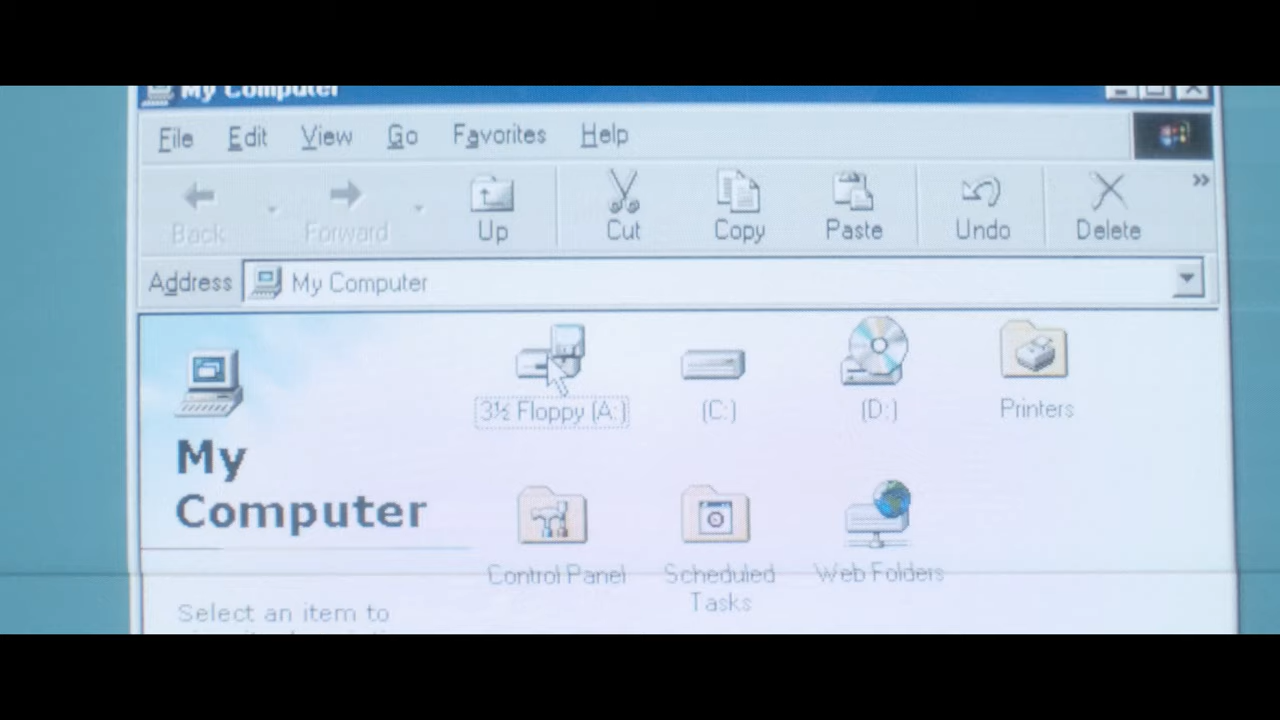 My Computer
File Edit View Go Favorites Help
Back Forward Up Cut Copy Paste Undo Delete »
Address My Computer
3½ Floppy (A:) (C:) (D:) Printers
My
Computer
Control Panel Scheduled Tasks Web Folders
Select an item to